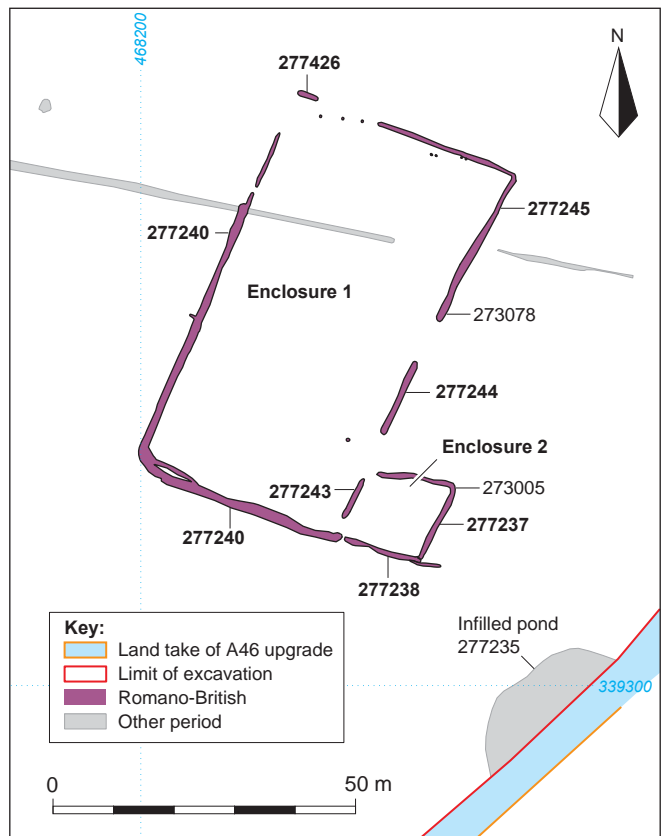 468200
277426
N
277240
277245
Enclosure 1
273078
277244
Enclosure 2
277243
273005
277237
277240
277238
Key:
Land take of A46 upgrade
Limit of excavation
Romano-British
Other period
Infilled pond
277235
339300
0
50 m